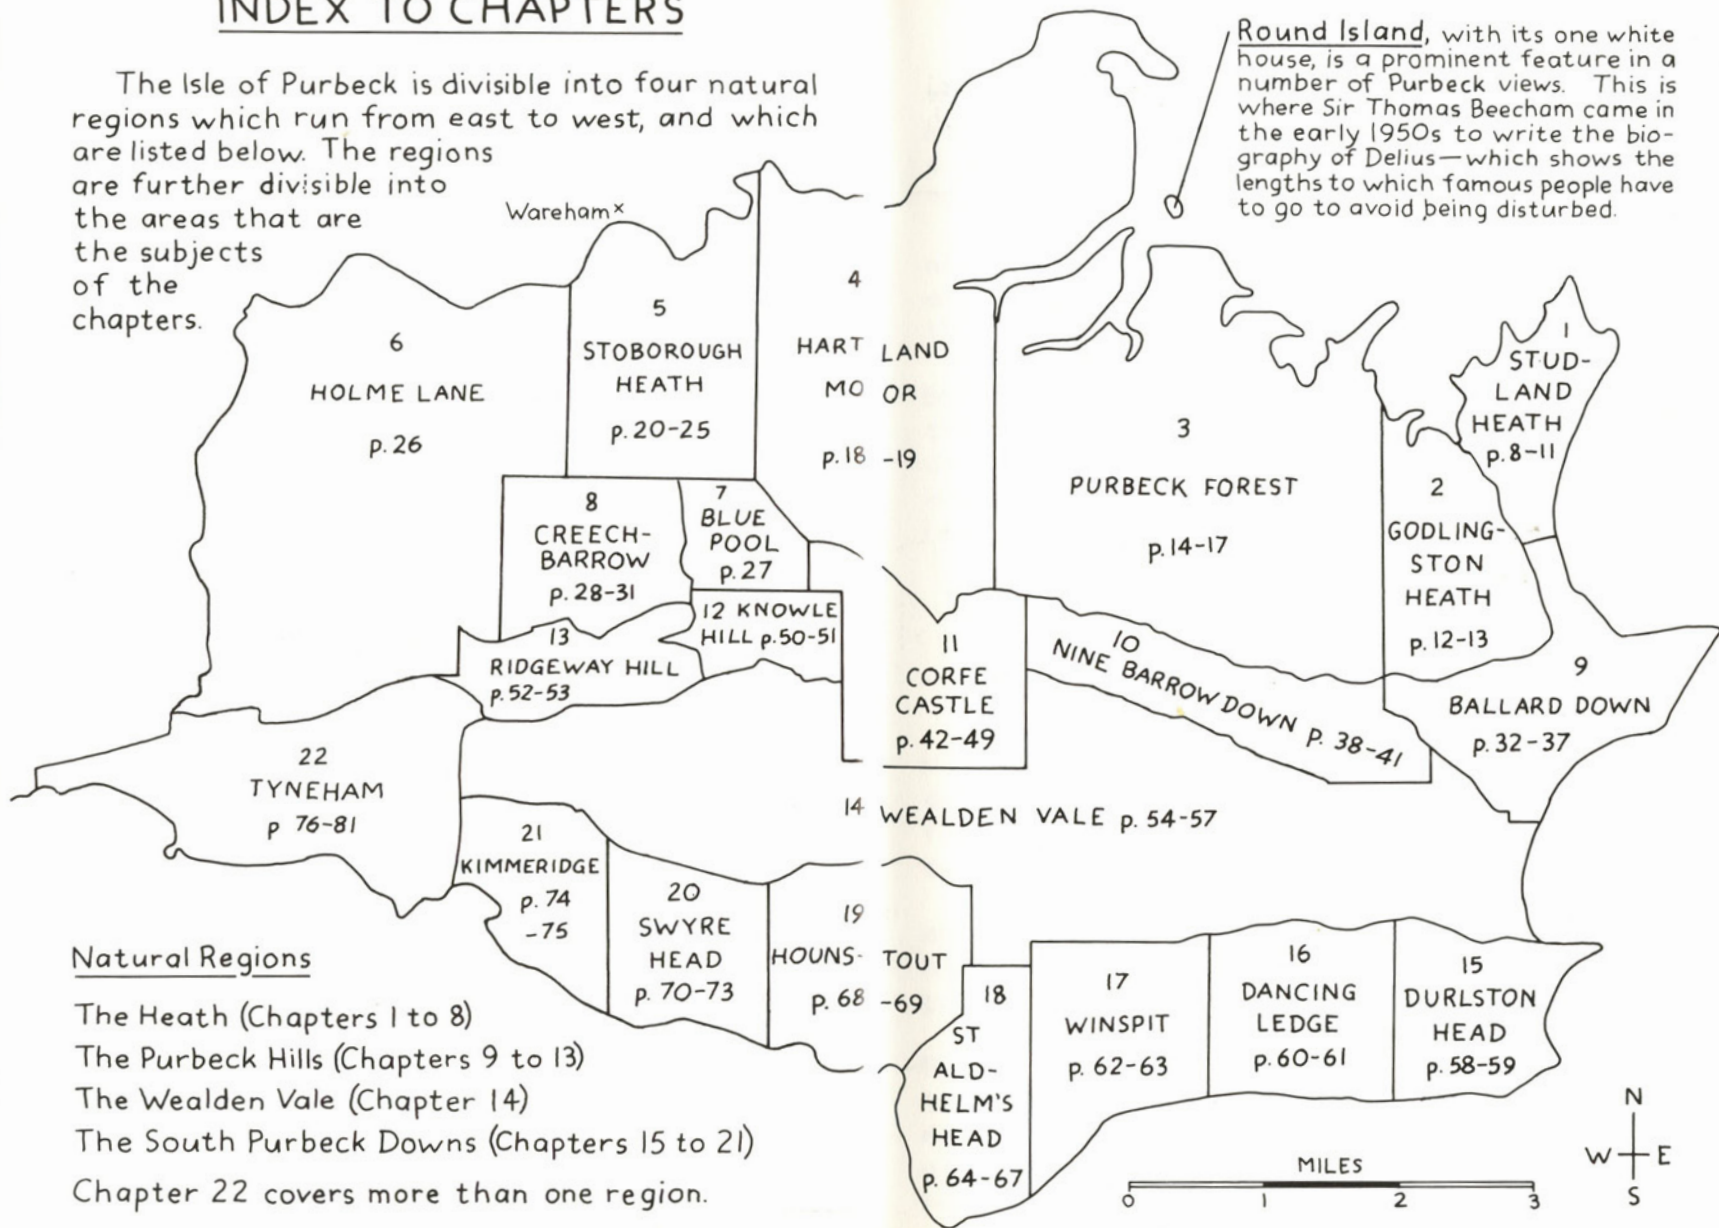 INDEX TO CHAPTERS
The Isle of Purbeck is divisible into four natural
regions which run from east to west, and which
are listed below. The regions
are further divisible into
the areas that are
the subjects
of the
chapters.
Round Island, with its one white
house, is a prominent feature in a
number of Purbeck views. This is
where Sir Thomas Beecham came in
the early 1950s to write the bio-
graphy of Delius—which shows the
lengths to which famous people have
to go to avoid being disturbed.
Wareham x
6
HOLME LANE
p. 26
5
STOBOROUGH
HEATH
p. 20-25
4
HARTLAND
MOOR
p. 18-19
3
PURBECK FOREST
p. 14-17
1
STUD-
LAND
HEATH
p. 8-11
2
GODLING-
STON
HEATH
p. 12-13
8
CREECH-
BARROW
p. 28-31
7
BLUE
POOL
p. 27
12 KNOWLE
HILL p. 50-51
13
RIDGEWAY HILL
p. 52-53
11
CORFE
CASTLE
p. 42-49
10
NINE BARROW DOWN p. 38-41
9
BALLARD DOWN
p. 32-37
22
TYNEHAM
p 76-81
14 WEALDEN VALE p. 54-57
21
KIMMERIDGE
p. 74
-75
20
SWYRE
HEAD
p. 70-73
19
HOUNS-TOUT
p. 68-69
18
ST
ALD-
HELM'S
HEAD
p. 64-67
17
WINSPIT
p. 62-63
16
DANCING
LEDGE
p. 60-61
15
DURLSTON
HEAD
p. 58-59
Natural Regions
The Heath (Chapters 1 to 8)
The Purbeck Hills (Chapters 9 to 13)
The Wealden Vale (Chapter 14)
The South Purbeck Downs (Chapters 15 to 21)
Chapter 22 covers more than one region.
N
W E
S
MILES
0 1 2 3